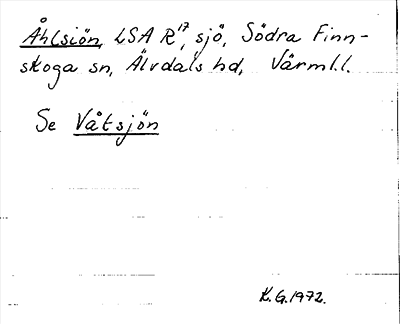 Åhlsiön, LSA R¹⁷, sjö, Södra Finn-
skoga sn, Älvdals hd, Värml.l.
Se Våtsjön
K.G.1972.